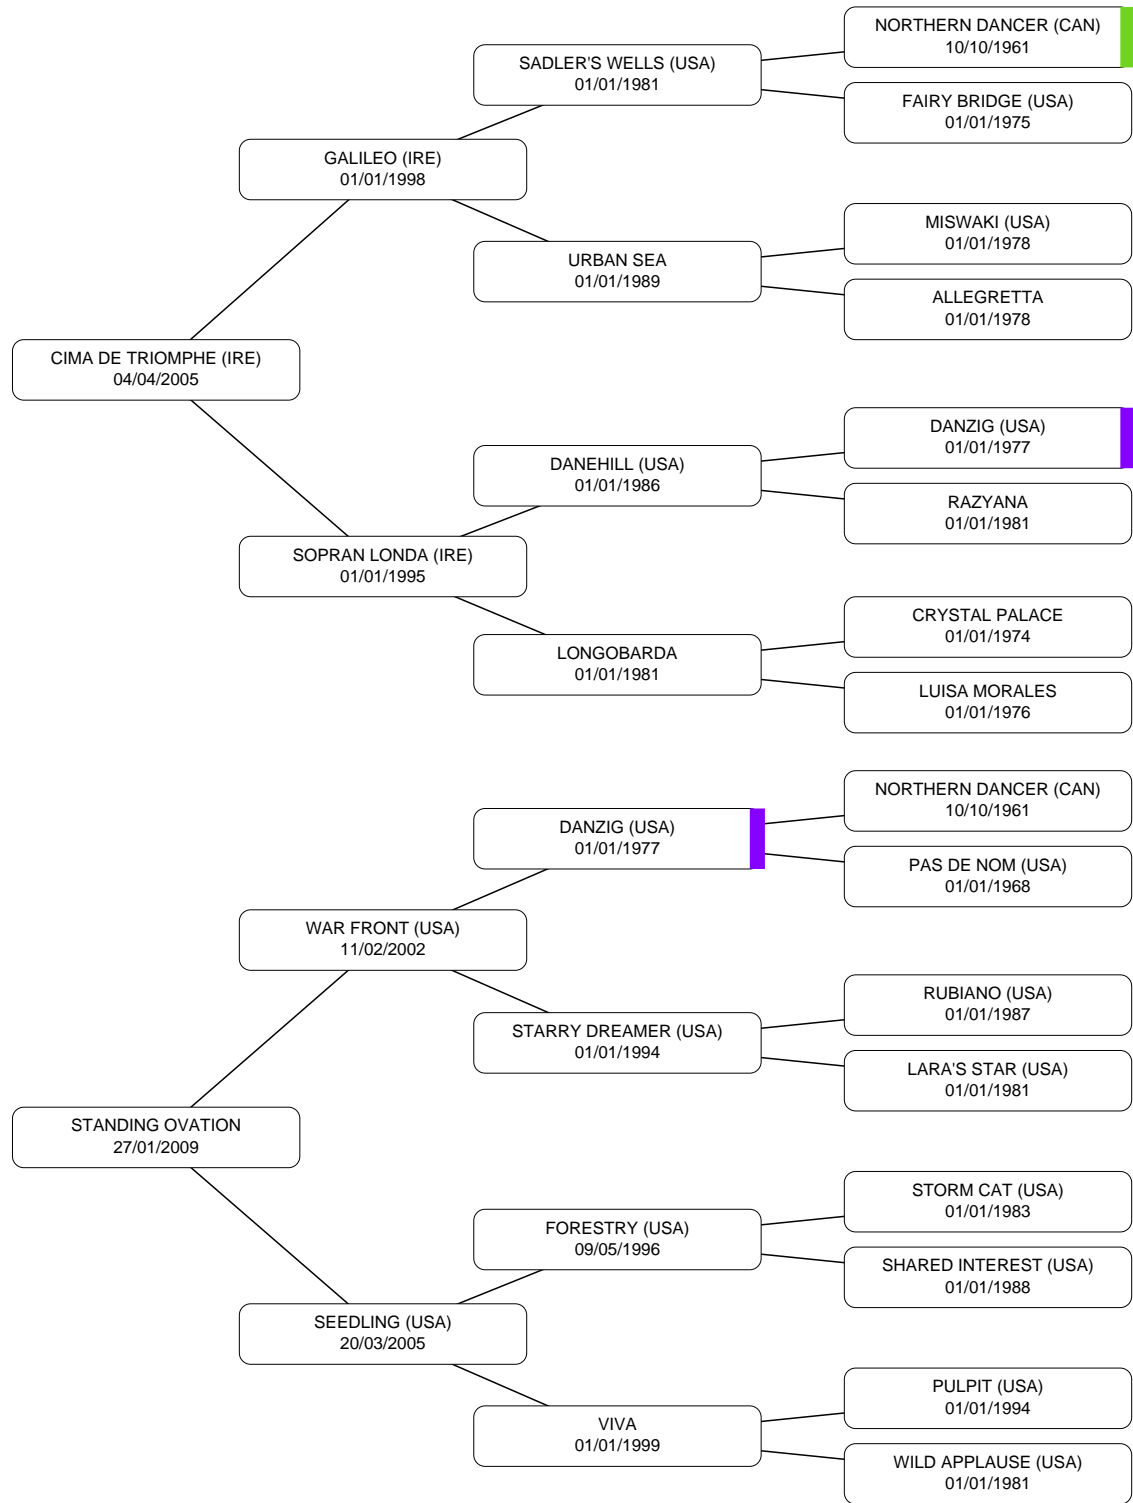 NORTHERN DANCER (CAN)
10/10/1961
SADLER'S WELLS (USA)
01/01/1981
FAIRY BRIDGE (USA)
01/01/1975
GALILEO (IRE)
01/01/1998
MISWAKI (USA)
01/01/1978
URBAN SEA
01/01/1989
ALLEGRETTA
01/01/1978
CIMA DE TRIOMPHE (IRE)
04/04/2005
DANZIG (USA)
01/01/1977
DANEHILL (USA)
01/01/1986
RAZYANA
01/01/1981
SOPRAN LONDA (IRE)
01/01/1995
CRYSTAL PALACE
01/01/1974
LONGOBARDA
01/01/1981
LUISA MORALES
01/01/1976
NORTHERN DANCER (CAN)
10/10/1961
DANZIG (USA)
01/01/1977
PAS DE NOM (USA)
01/01/1968
WAR FRONT (USA)
11/02/2002
RUBIANO (USA)
01/01/1987
STARRY DREAMER (USA)
01/01/1994
LARA'S STAR (USA)
01/01/1981
STANDING OVATION
27/01/2009
STORM CAT (USA)
01/01/1983
FORESTRY (USA)
09/05/1996
SHARED INTEREST (USA)
01/01/1988
SEEDLING (USA)
20/03/2005
PULPIT (USA)
01/01/1994
VIVA
01/01/1999
WILD APPLAUSE (USA)
01/01/1981